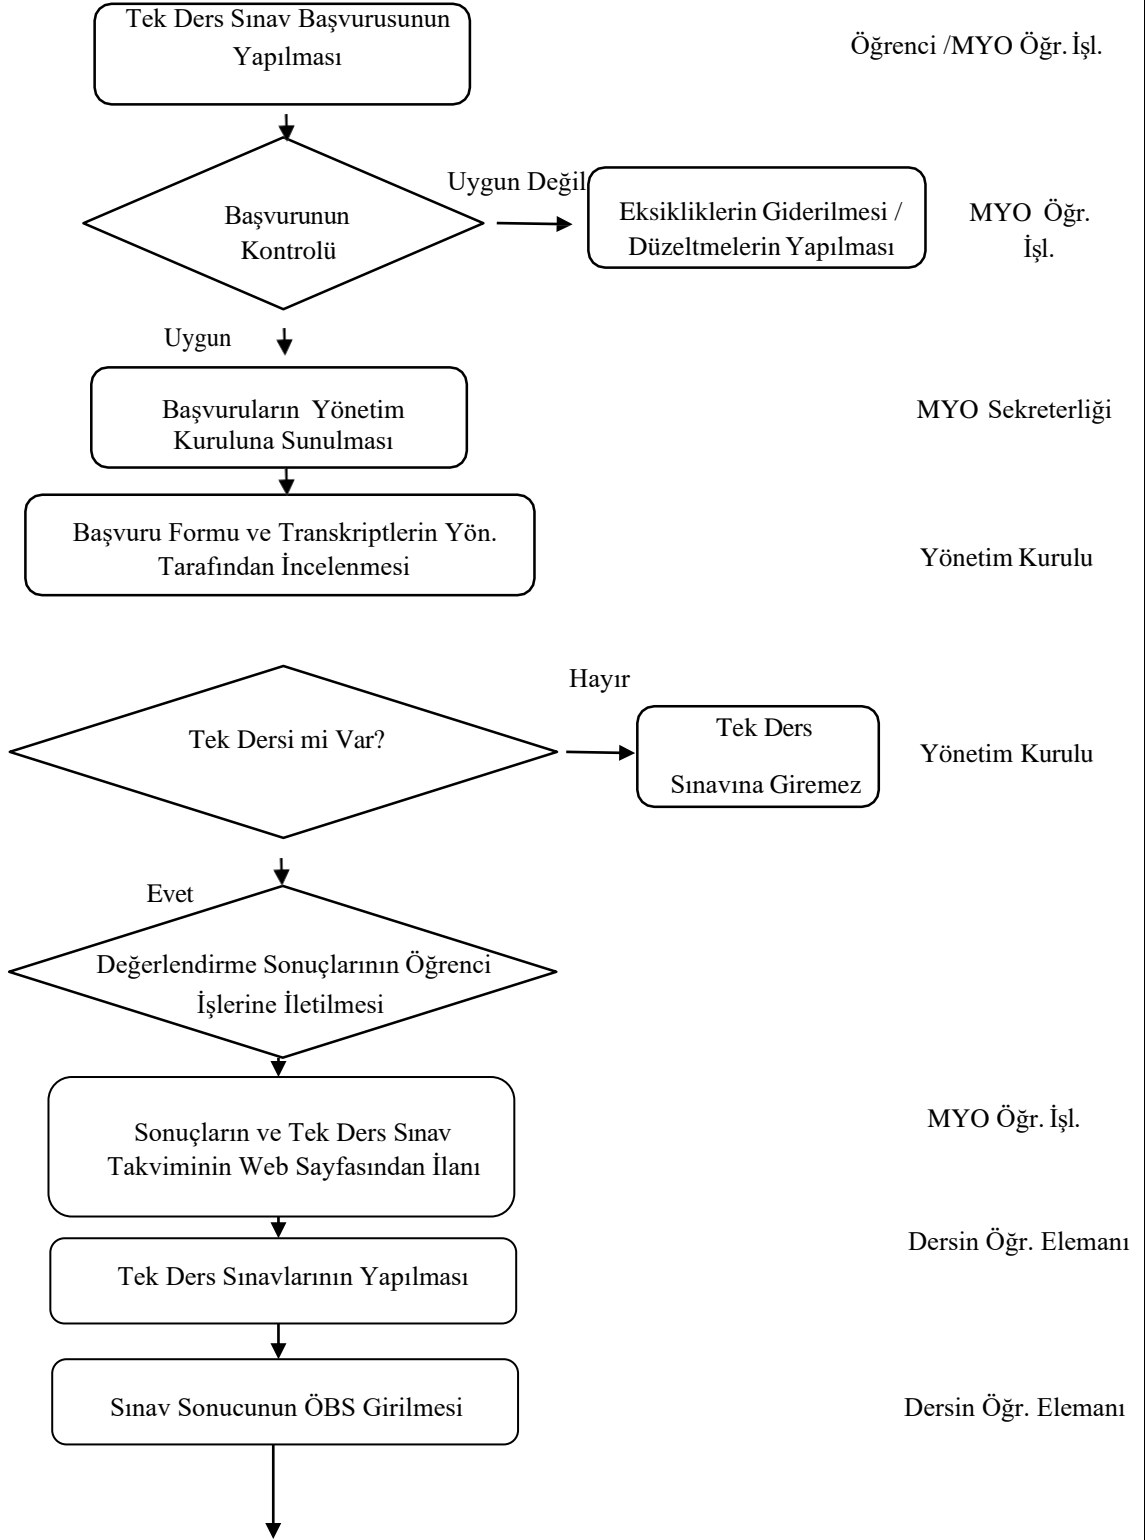 Tek Ders Sınav Başvurusunun
Yapılması
Öğrenci /MYO Öğr. İşl.
Uygun Değil
Başvurunun
Kontrolü
Eksikliklerin Giderilmesi /
Düzeltmelerin Yapılması
MYO Öğr.
İşl.
Uygun
Başvuruların Yönetim
Kuruluna Sunulması
MYO Sekreterliği
Başvuru Formu ve Transkriptlerin Yön.
Tarafından İncelenmesi
Yönetim Kurulu
Hayır
Tek Dersi mi Var?
Tek Ders
Sınavına Giremez
Yönetim Kurulu
Evet
Değerlendirme Sonuçlarının Öğrenci
İşlerine İletilmesi
Sonuçların ve Tek Ders Sınav
Takviminin Web Sayfasından İlanı
MYO Öğr. İşl.
Tek Ders Sınavlarının Yapılması
Dersin Öğr. Elemanı
Sınav Sonucunun ÖBS Girilmesi
Dersin Öğr. Elemanı